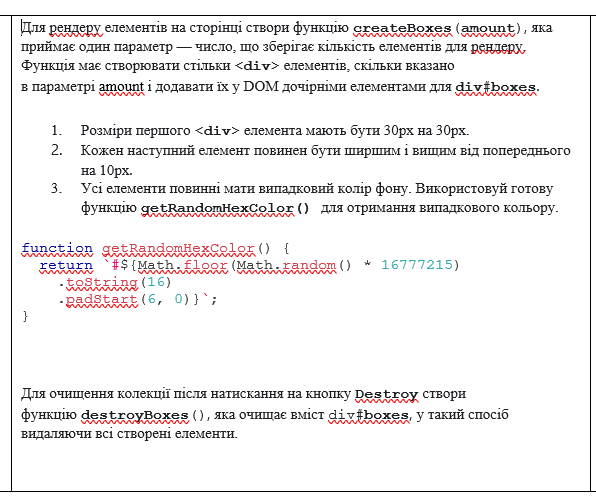 Для рендеру елементів на сторінці створи функцію createBoxes(amount), яка
приймає один параметр — число, що зберігає кількість елементів для рендеру.
Функція має створювати стільки <div> елементів, скільки вказано
в параметрі amount і додавати їх у DOM дочірніми елементами для div#boxes.
1. Розміри першого <div> елемента мають бути 30px на 30px.
2. Кожен наступний елемент повинен бути ширшим і вищим від попереднього
на 10px.
3. Усі елементи повинні мати випадковий колір фону. Використовуй готову
функцію getRandomHexColor() для отримання випадкового кольору.
function getRandomHexColor() {
return `#${Math.floor(Math.random() * 16777215)
.toString(16)
.padStart(6, 0)}`;
}
Для очищення колекції після натискання на кнопку Destroy створи
функцію destroyBoxes(), яка очищає вміст div#boxes, у такий спосіб
видаляючи всі створені елементи.